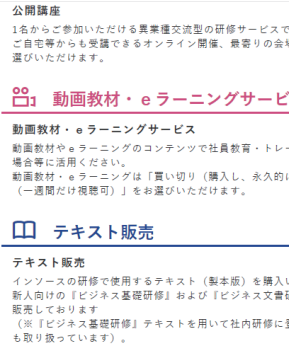 公開講座
1名からご参加いただける異業種交流型の研修サービスで
ご自宅等からも受講できるオンライン開催、最寄りの会場
選びいただけます。
動画教材・eラーニングサービ
動画教材・eラーニングサービス
動画教材やeラーニングのコンテンツで社員教育・トレー
場合等に活用ください。
動画教材・eラーニングは「買い切り(購入し、永久的に
(一週間だけ視聴可)」をお選びいただけます。
テキスト販売
テキスト販売
インソースの研修で使用するテキスト(製本版)を購入い
新人向けの『ビジネス基礎研修』および『ビジネス文書研
販売しております
(※『ビジネス基礎研修』テキストを用いて社内研修に登
も取り扱っています)。